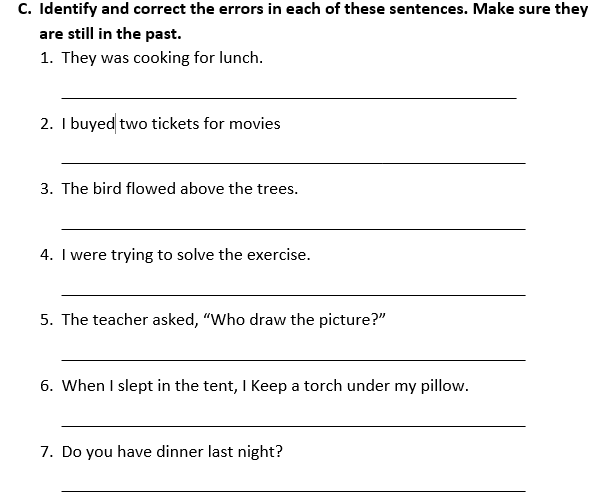 C. Identify and correct the errors in each of these sentences. Make sure they
are still in the past.
1. They was cooking for lunch.
2. I buyed two tickets for movies
3. The bird flowed above the trees.
4. I were trying to solve the exercise.
5. The teacher asked, “Who draw the picture?”
6. When I slept in the tent, I Keep a torch under my pillow.
7. Do you have dinner last night?